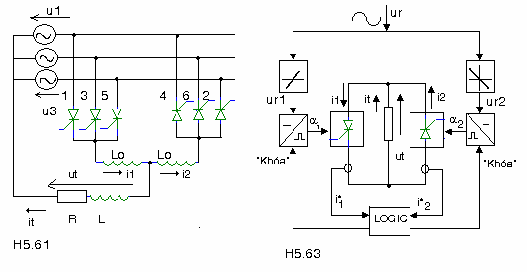 u1
u3
1 3 5
4 6 2
Lo Lo
i1 i2
ut
it
R L
H5.61
ur
ur1
ur2
i1 it i2
α1
α2
ut
"Khóa"
"Khóa"
i*1
i*2
LOGIC
H5.63